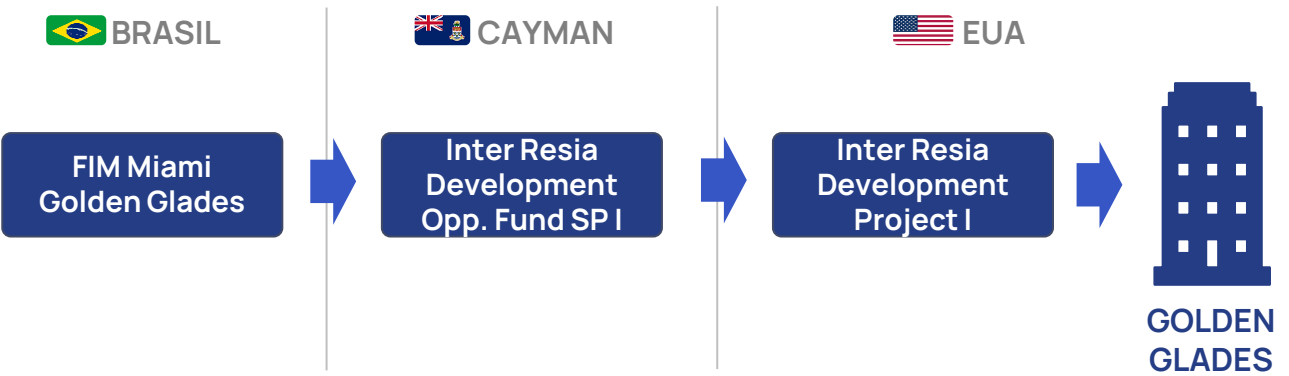 BRASIL
CAYMAN
EUA
FIM Miami
Golden Glades
Inter Resia
Development
Opp. Fund SP I
Inter Resia
Development
Project I
GOLDEN
GLADES